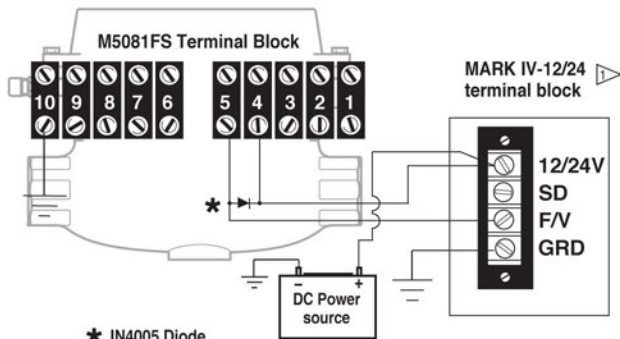 M5081FS Terminal Block
10 9 8 7 6 5 4 3 2 1
MARK IV-12/24 1
terminal block
12/24V
SD
F/V
GRD
*
− +
DC Power
source
* IN4005 Diode